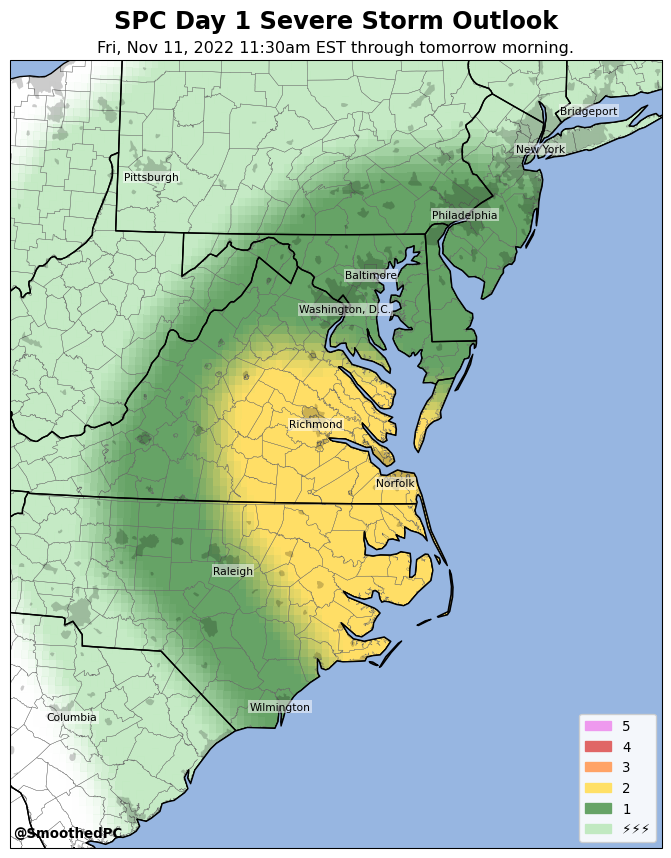 SPC Day 1 Severe Storm Outlook
Fri, Nov 11, 2022 11:30am EST through tomorrow morning.
Bridgeport
New York
Pittsburgh
Philadelphia
Baltimore
Washington, D.C.
Richmond
Norfolk
Raleigh
Wilmington
Columbia
5
4
3
2
1
⚡⚡⚡
@SmoothedPC